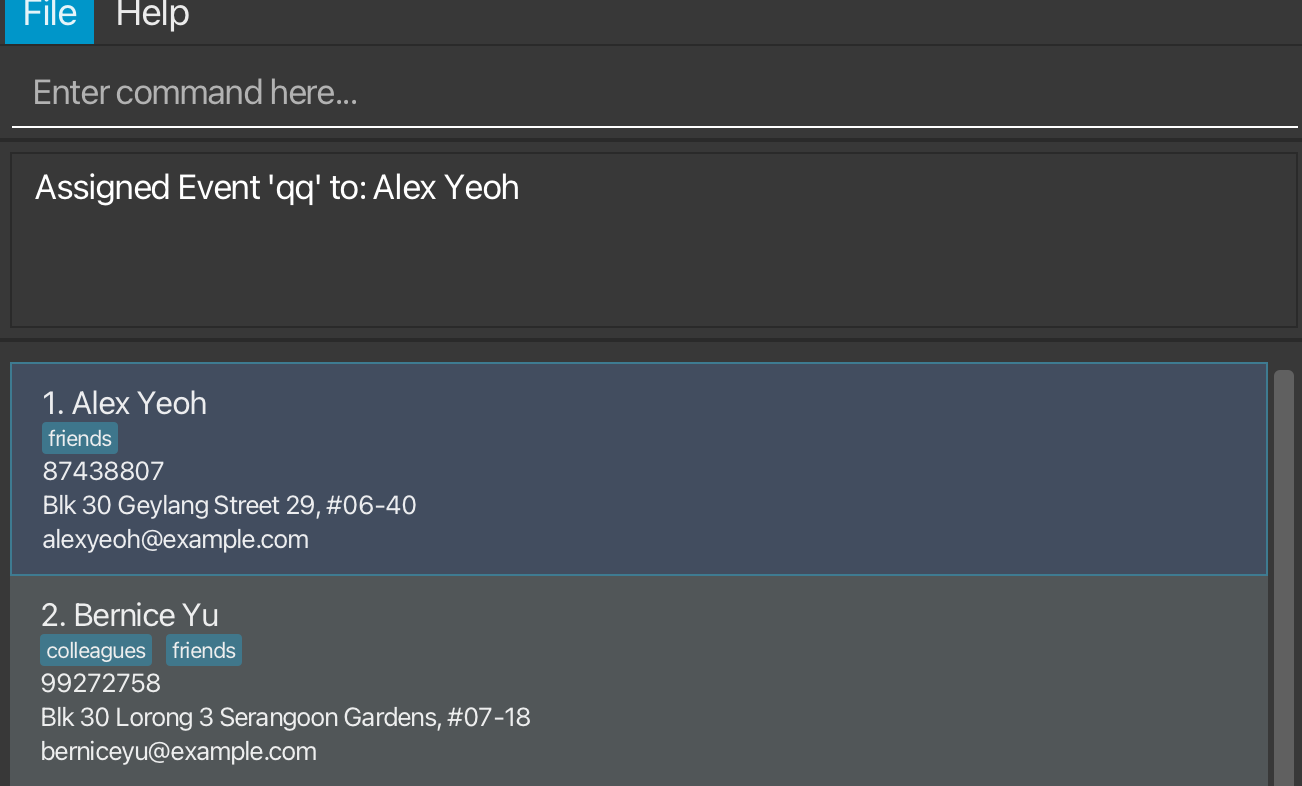 File Help
Enter command here...
Assigned Event 'qq' to: Alex Yeoh
1. Alex Yeoh
friends
87438807
Blk 30 Geylang Street 29, #06-40
alexyeoh@example.com
2. Bernice Yu
colleagues friends
99272758
Blk 30 Lorong 3 Serangoon Gardens, #07-18
berniceyu@example.com